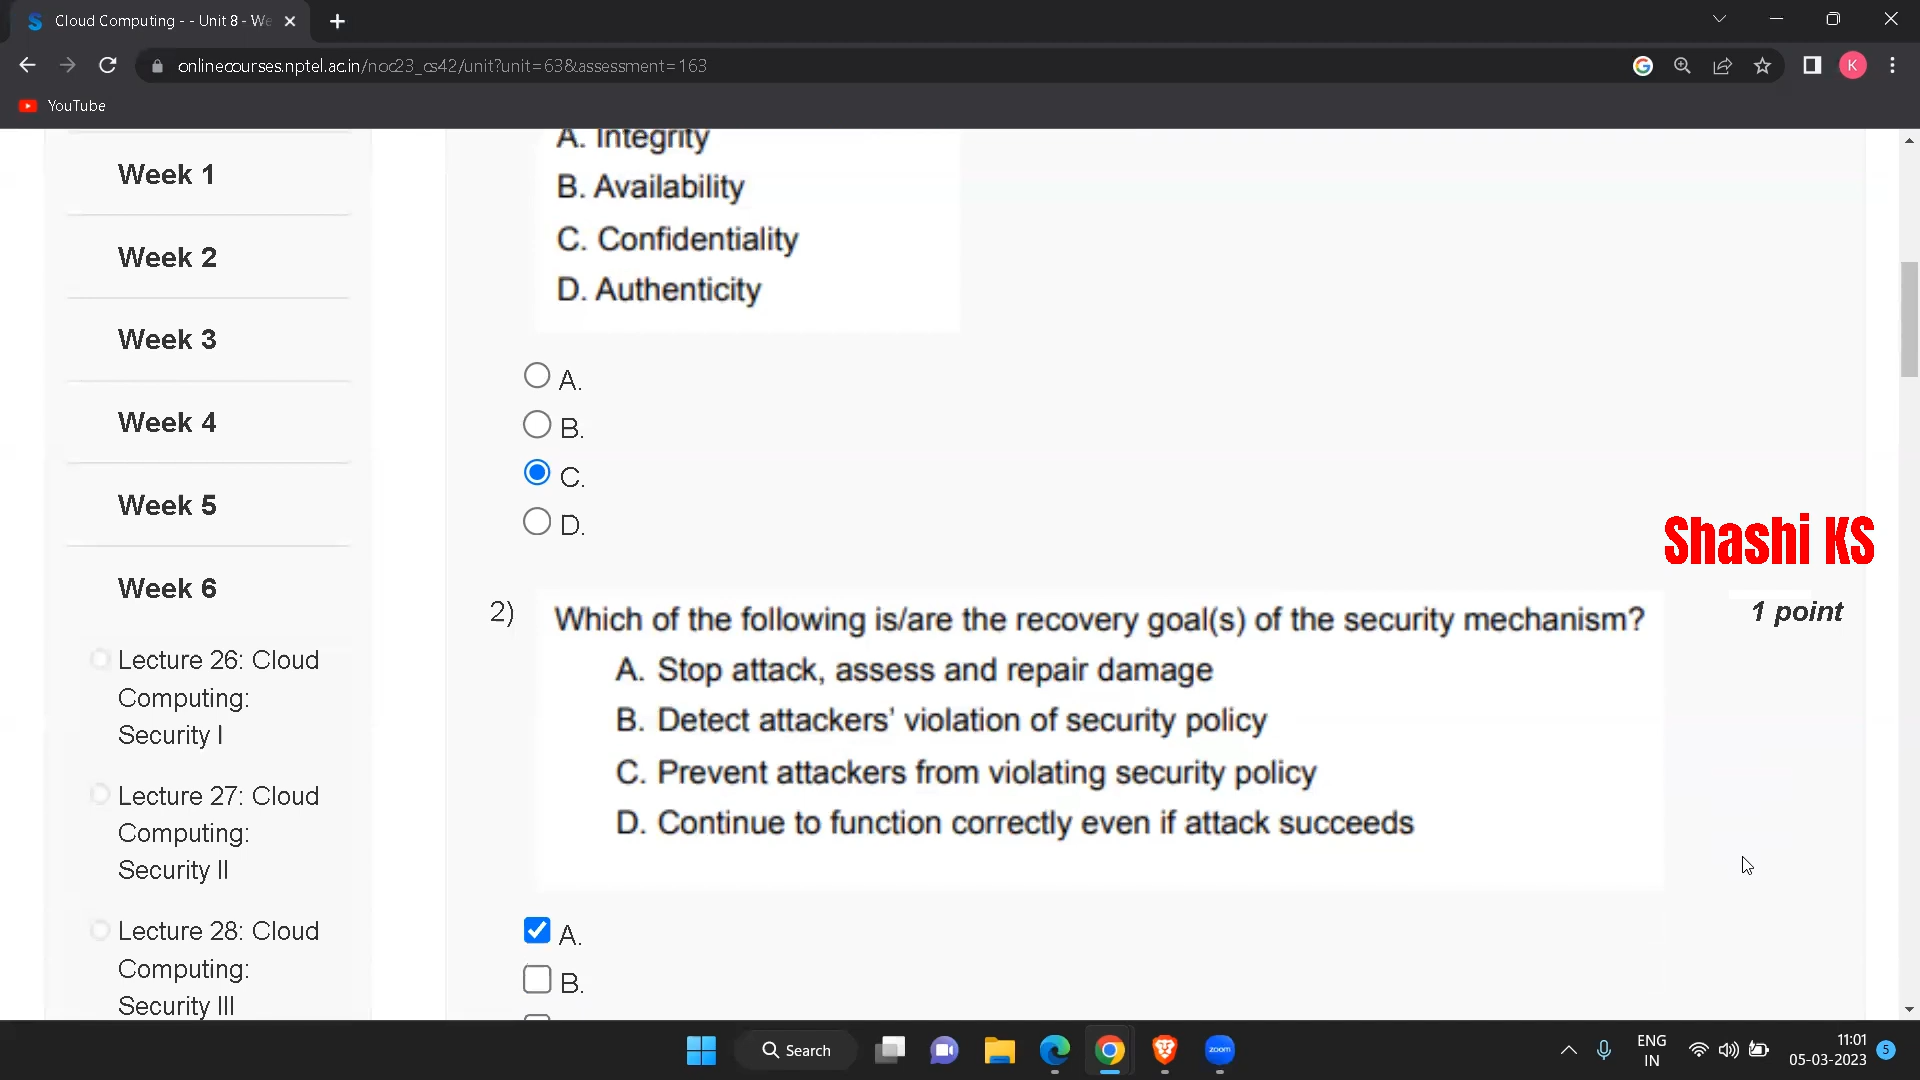 Cloud Computing - - Unit 8 - We
onlinecourses.nptel.ac.in/noc23_cs42/unit?unit=63&assessment=163
K
YouTube
Week 1
Week 2
Week 3
Week 4
Week 5
Week 6
Lecture 26: Cloud
Computing:
Security I
Lecture 27: Cloud
Computing:
Security II
Lecture 28: Cloud
Computing:
Security III
A. Integrity
B. Availability
C. Confidentiality
D. Authenticity
A.
B.
C.
D.
Shashi KS
2) Which of the following is/are the recovery goal(s) of the security mechanism? 1 point
A. Stop attack, assess and repair damage
B. Detect attackers' violation of security policy
C. Prevent attackers from violating security policy
D. Continue to function correctly even if attack succeeds
A.
B.
Search
zoom
ENG
IN
11:01
05-03-2023
5